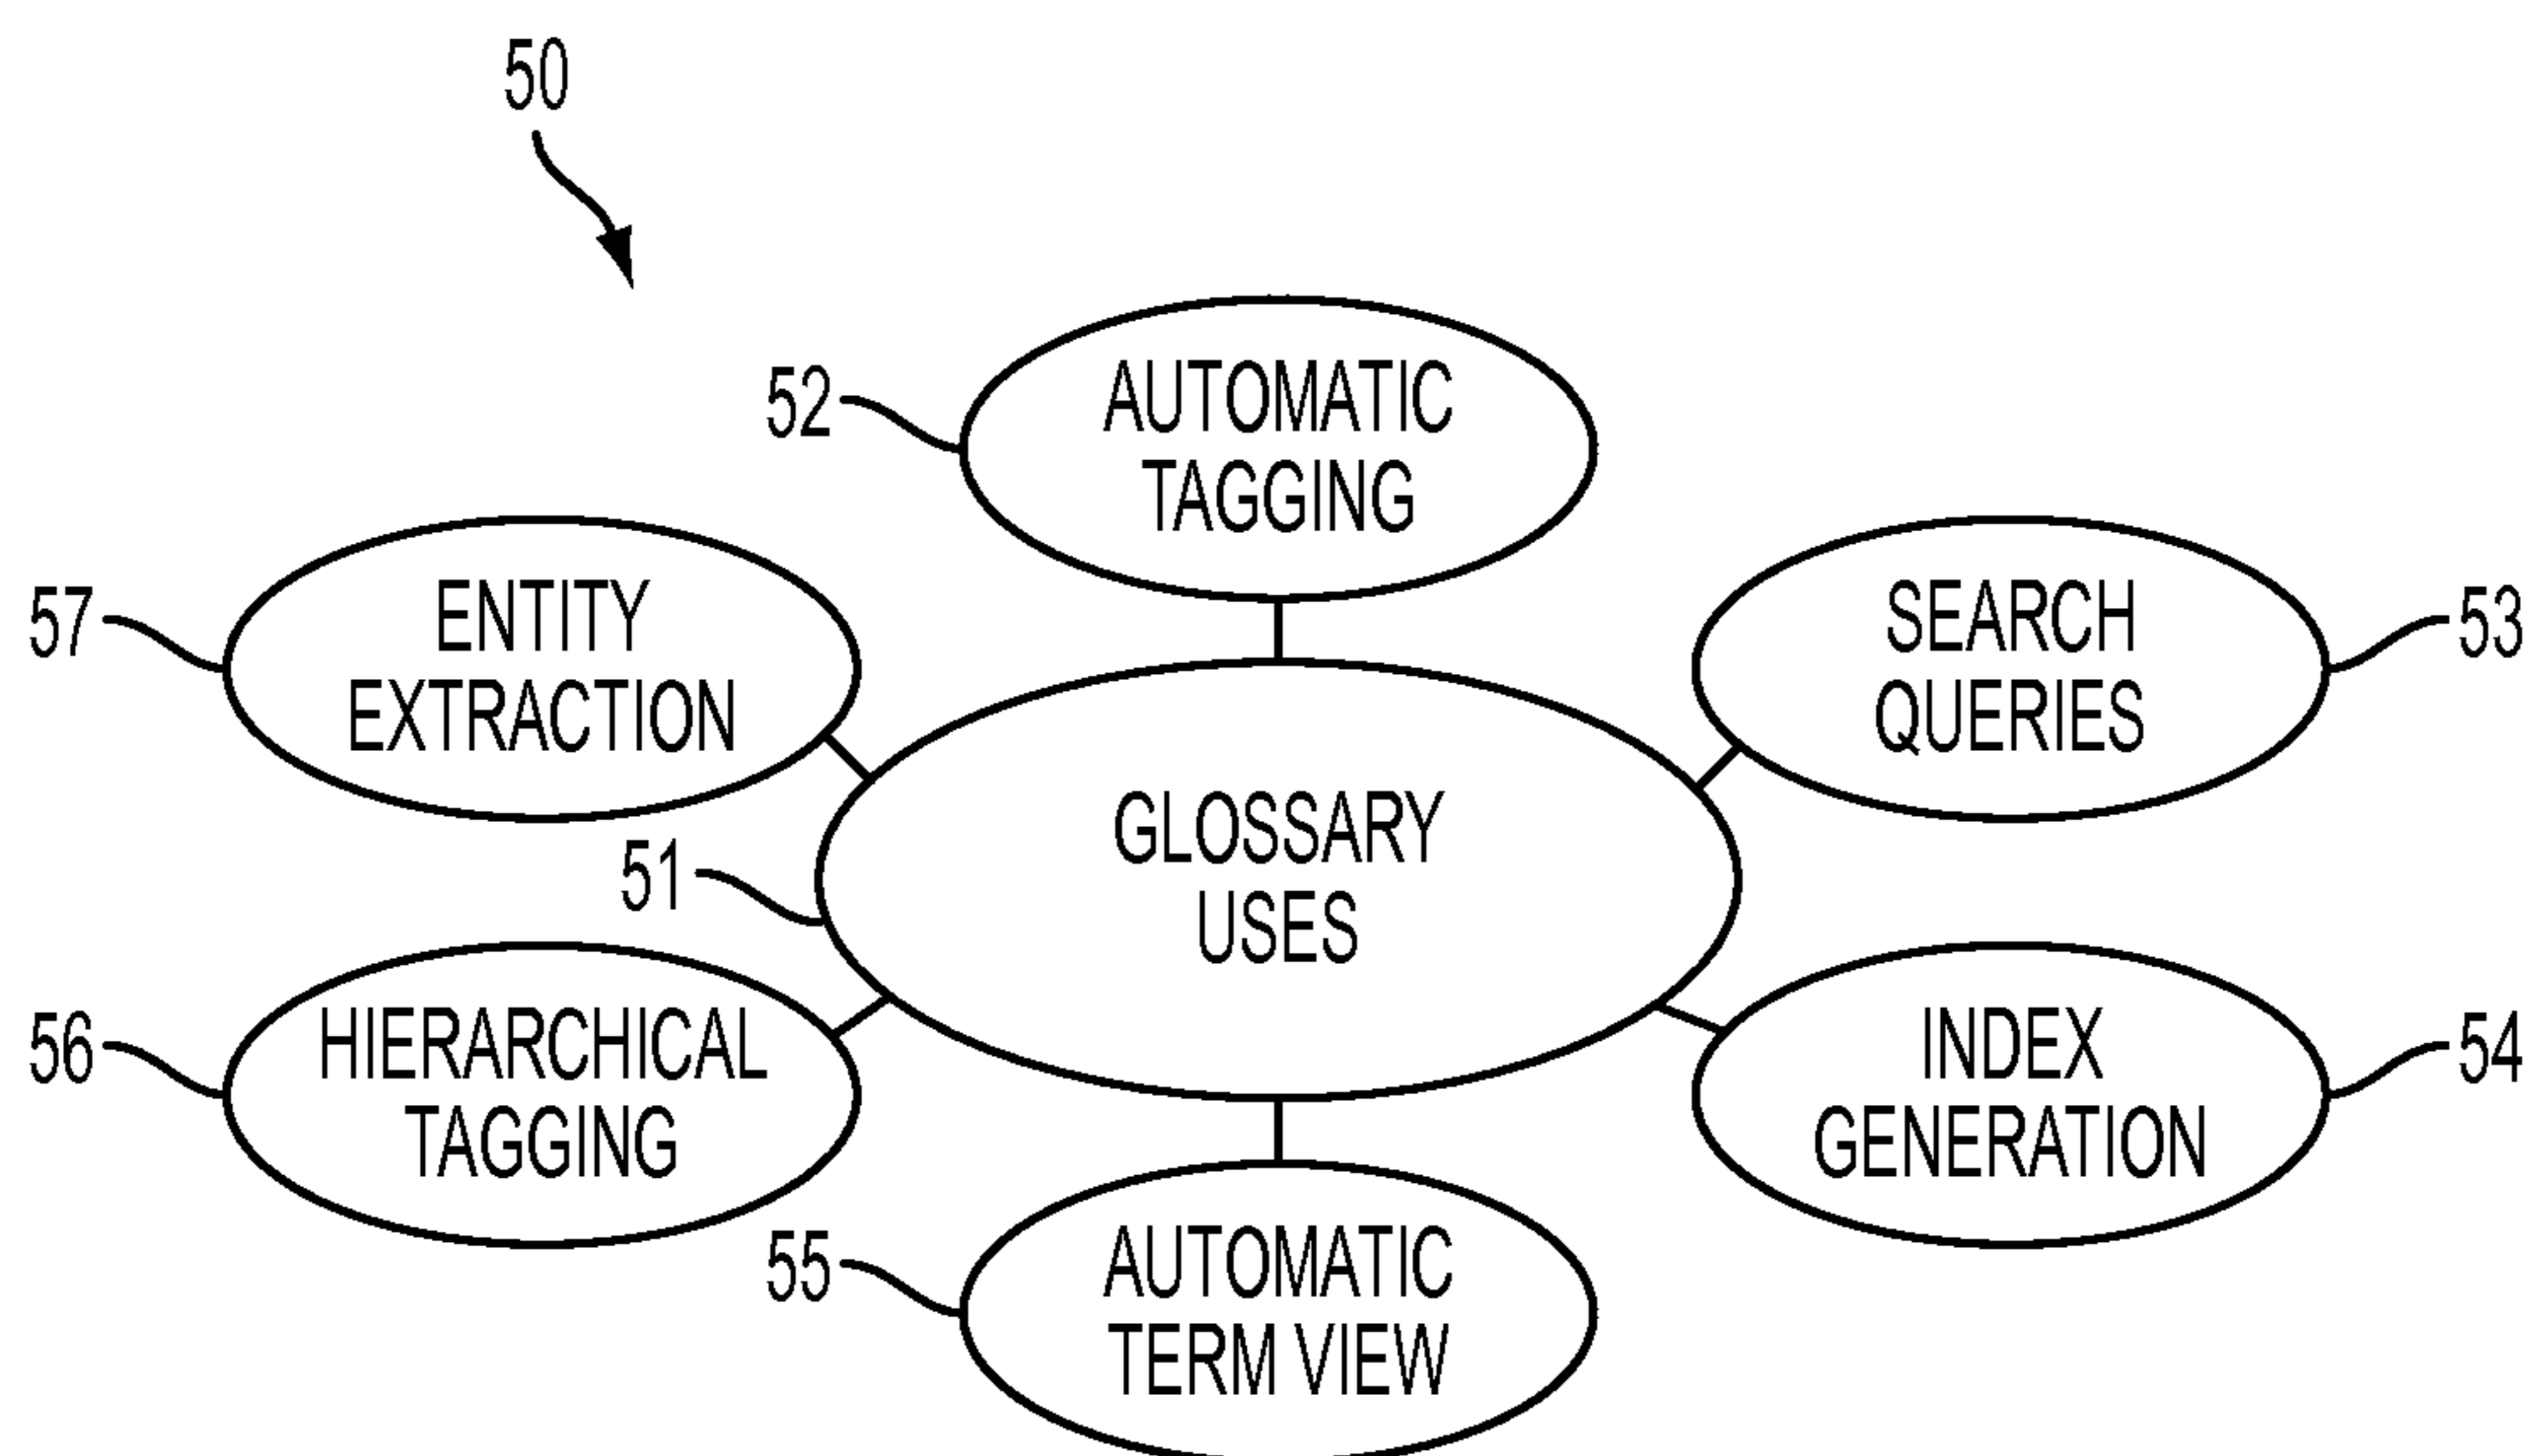 50
52
AUTOMATIC
TAGGING
57
ENTITY
EXTRACTION
SEARCH
QUERIES
53
51
GLOSSARY
USES
56
HIERARCHICAL
TAGGING
INDEX
GENERATION
54
55
AUTOMATIC
TERM VIEW